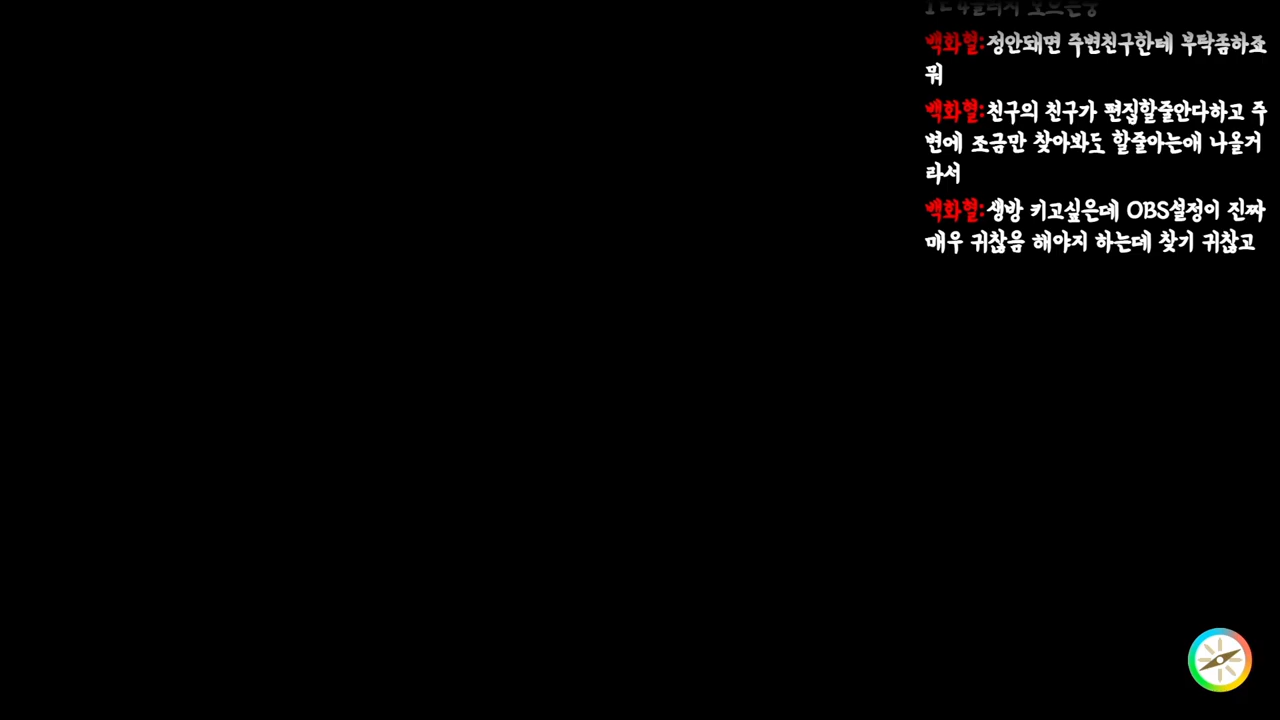 백화혈:정안돼면 주변친구한테 부탁좀하죠
뭐
백화혈:친구의 친구가 편집할줄안다하고 주
변에 조금만 찾아봐도 할줄아는애 나올거
라서
백화혈:생방 키고싶은데 OBS설정이 진짜
매우 귀찮음 해야지 하는데 찾기 귀찮고